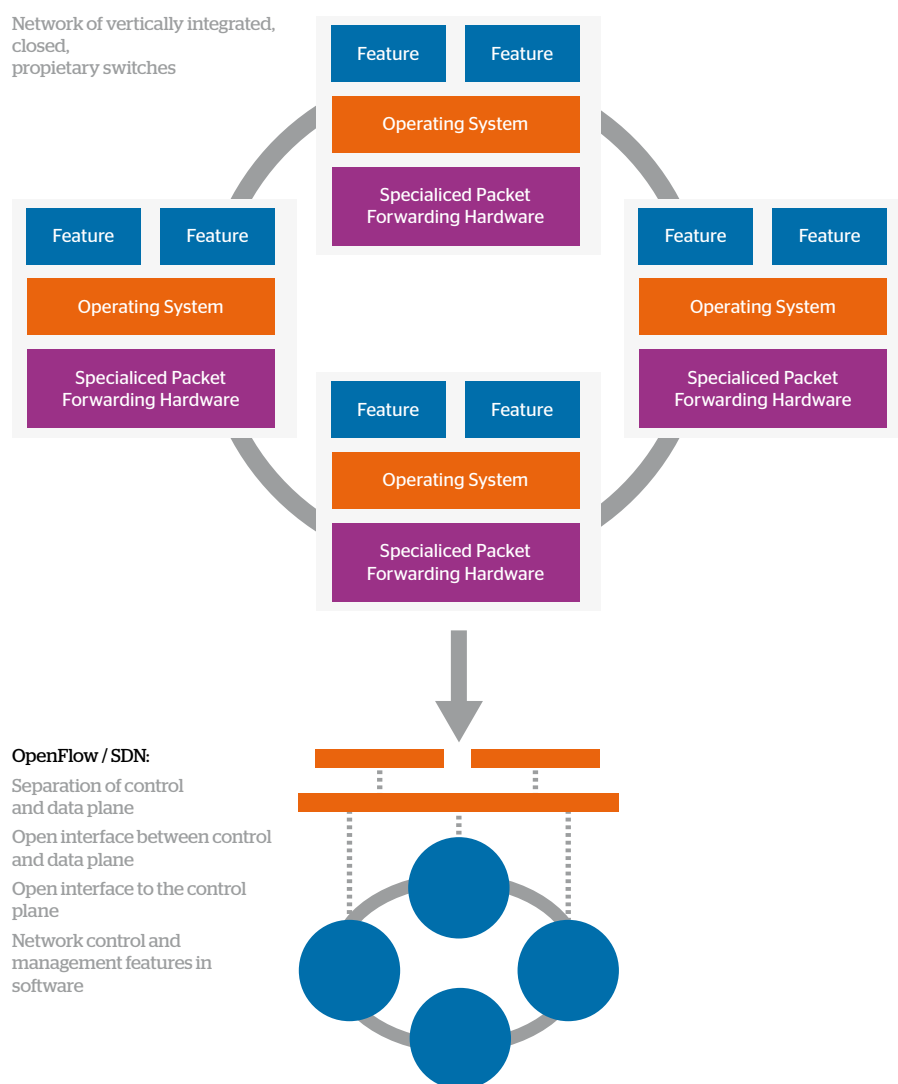 Network of vertically integrated,
closed,
propietary switches
Feature
Feature
Operating System
Specialiced Packet
Forwarding Hardware
Feature
Feature
Operating System
Specialiced Packet
Forwarding Hardware
Feature
Feature
Operating System
Specialiced Packet
Forwarding Hardware
Feature
Feature
Operating System
Specialiced Packet
Forwarding Hardware
OpenFlow / SDN:
Separation of control
and data plane
Open interface between control
and data plane
Open interface to the control
plane
Network control and
management features in
software